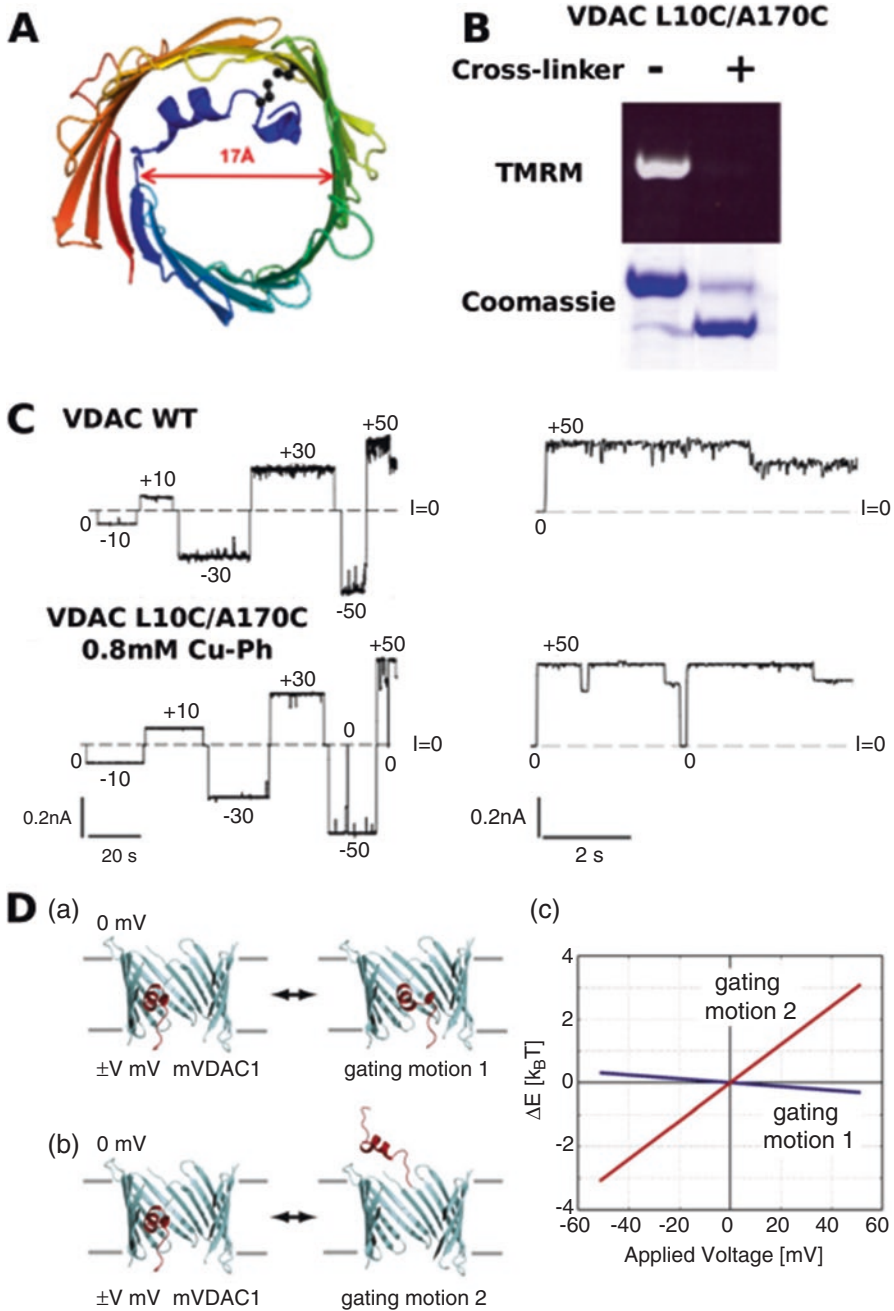 A
17Å
B
VDAC L10C/A170C
Cross-linker - +
TMRM
Coomassie
C
VDAC WT
0
-10
+10
-30
+30
-50
+50
I=0
+50
0
I=0
VDAC L10C/A170C
0.8mM Cu-Ph
0
-10
+10
-30
+30
0
-50
+50
0
I=0
0.2nA
20 s
+50
0
0
I=0
0.2nA
2 s
D
(a)
0 mV
±V mV mVDAC1
gating motion 1
(b)
0 mV
±V mV mVDAC1
gating motion 2
(c)
ΔE [kBT]
4
2
0
-2
-4
gating
motion 2
gating
motion 1
-60 -40 -20 0 20 40 60
Applied Voltage [mV]